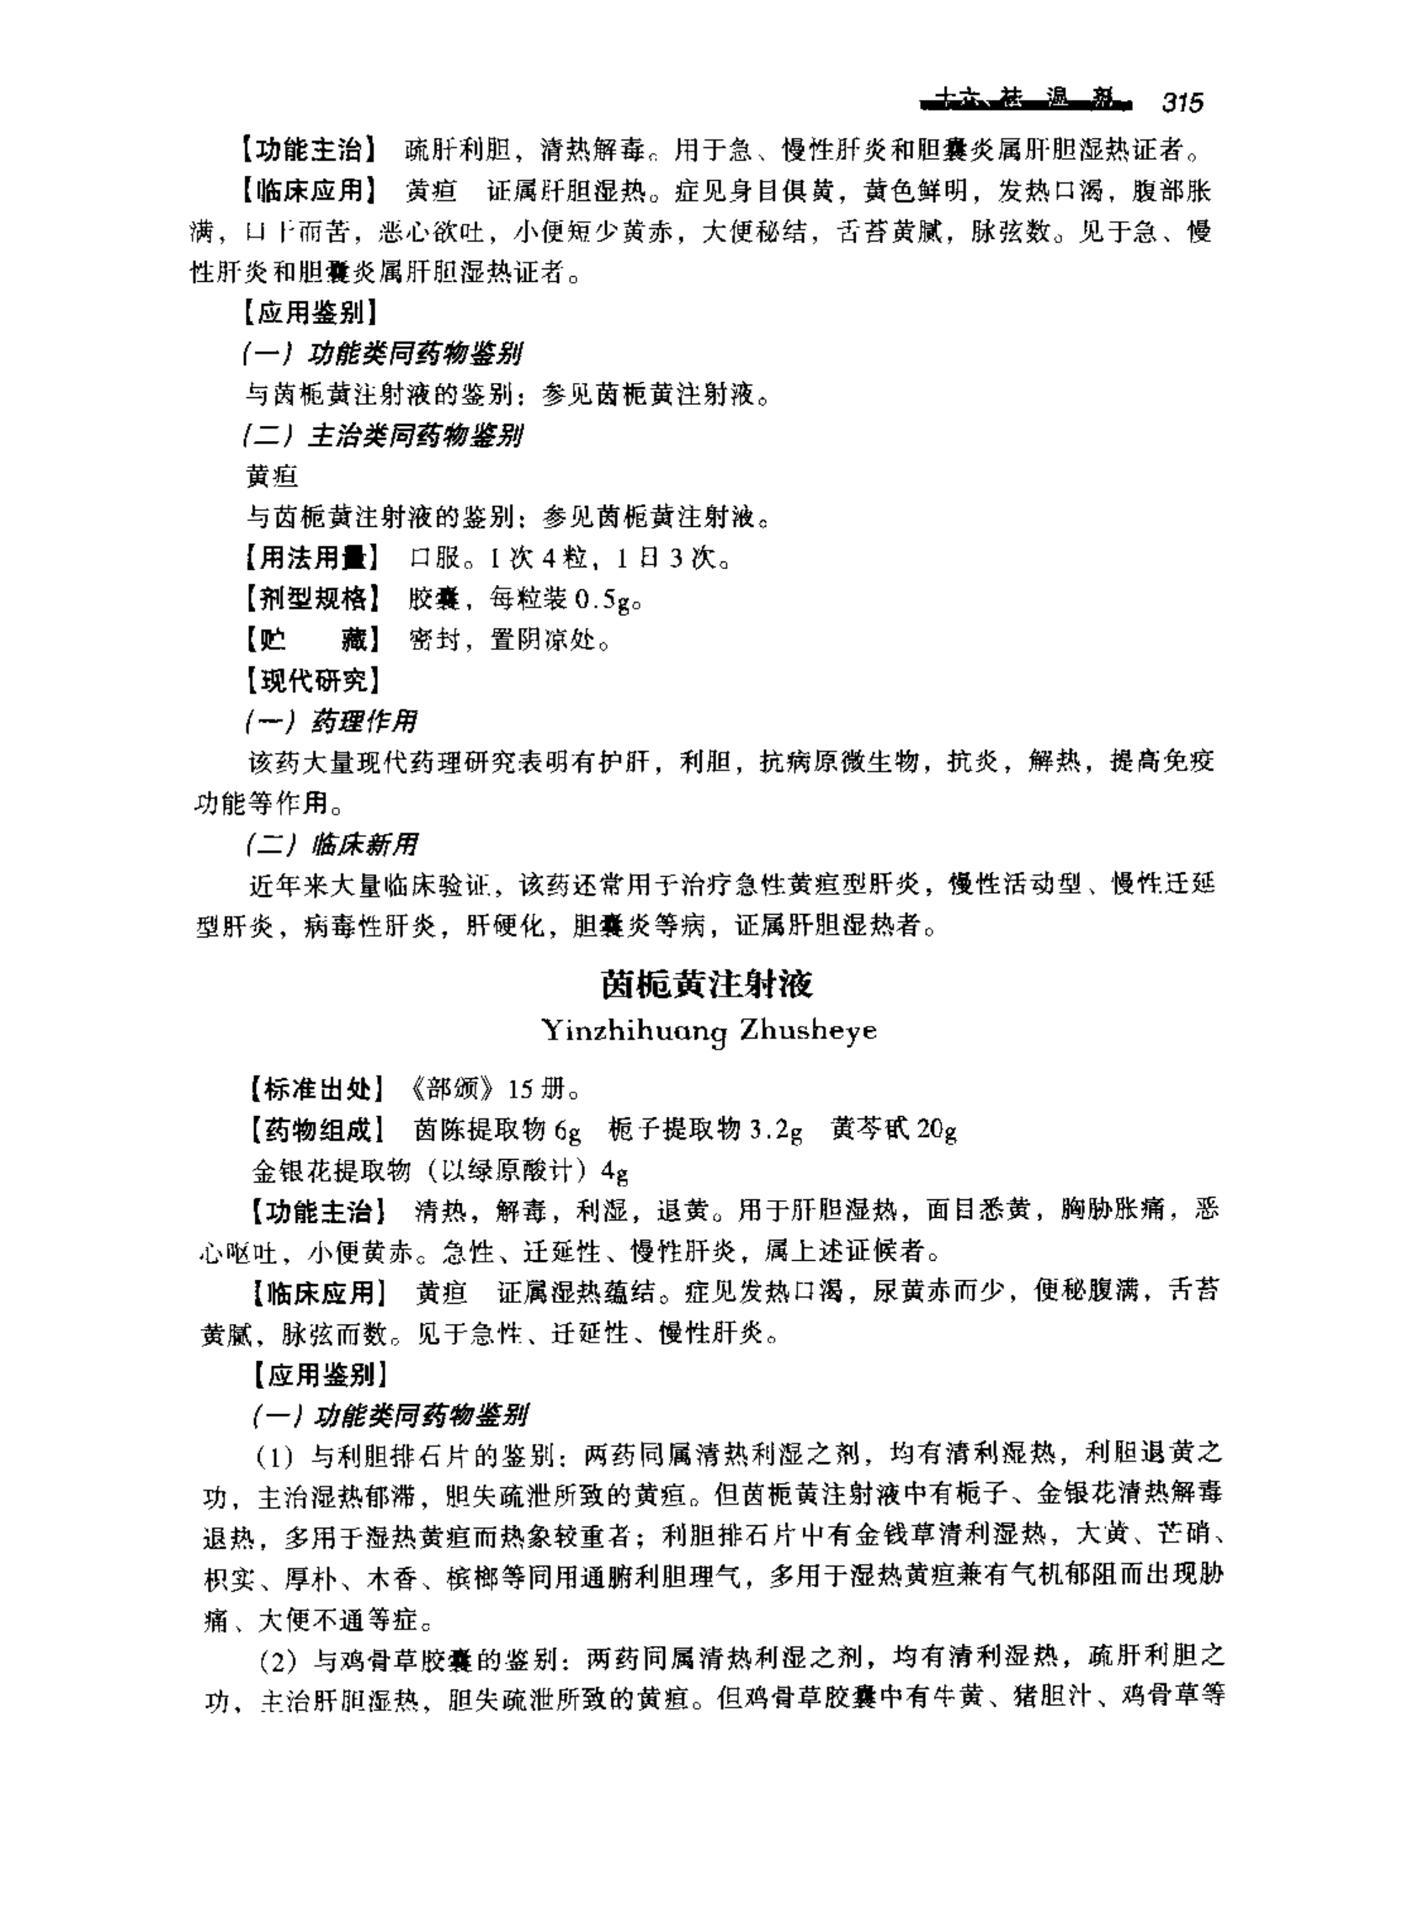 十六、祛湿剂 315
【功能主治】 疏肝利胆，清热解毒。用于急、慢性肝炎和胆囊炎属肝胆湿热证者。
【临床应用】 黄疸 证属肝胆湿热。症见身目俱黄，黄色鲜明，发热口渴，腹部胀
满，口干而苦，恶心欲吐，小便短少黄赤，大便秘结，舌苔黄腻，脉弦数。见于急、慢
性肝炎和胆囊炎属肝胆湿热证者。
【应用鉴别】
（一）功能类同药物鉴别
与茵栀黄注射液的鉴别：参见茵栀黄注射液。
（二）主治类同药物鉴别
黄疸
与茵栀黄注射液的鉴别：参见茵栀黄注射液。
【用法用量】 口服。1次4粒，1日3次。
【剂型规格】 胶囊，每粒装0.5g。
【贮 藏】 密封，置阴凉处。
【现代研究】
（一）药理作用
该药大量现代药理研究表明有护肝，利胆，抗病原微生物，抗炎，解热，提高免疫
功能等作用。
（二）临床新用
近年来大量临床验证，该药还常用于治疗急性黄疸型肝炎，慢性活动型、慢性迁延
型肝炎，病毒性肝炎，肝硬化，胆囊炎等病，证属肝胆湿热者。
茵栀黄注射液
Yinzhihuang Zhusheye
【标准出处】《部颁》15册。
【药物组成】 茵陈提取物6g 栀子提取物3.2g 黄芩甙20g
金银花提取物（以绿原酸计）4g
【功能主治】 清热，解毒，利湿，退黄。用于肝胆湿热，面目悉黄，胸胁胀痛，恶
心呕吐，小便黄赤。急性、迁延性、慢性肝炎，属上述证候者。
【临床应用】 黄疸 证属湿热蕴结。症见发热口渴，尿黄赤而少，便秘腹满，舌苔
黄腻，脉弦而数。见于急性、迁延性、慢性肝炎。
【应用鉴别】
（一）功能类同药物鉴别
（1）与利胆排石片的鉴别：两药同属清热利湿之剂，均有清利湿热，利胆退黄之
功，主治湿热郁滞，胆失疏泄所致的黄疸。但茵栀黄注射液中有栀子、金银花清热解毒
退热，多用于湿热黄疸而热象较重者；利胆排石片中有金钱草清利湿热，大黄、芒硝、
枳实、厚朴、木香、槟榔等同用通腑利胆理气，多用于湿热黄疸兼有气机郁阻而出现胁
痛、大便不通等症。
（2）与鸡骨草胶囊的鉴别：两药同属清热利湿之剂，均有清利湿热，疏肝利胆之
功，主治肝胆湿热，胆失疏泄所致的黄疸。但鸡骨草胶囊中有牛黄、猪胆汁、鸡骨草等